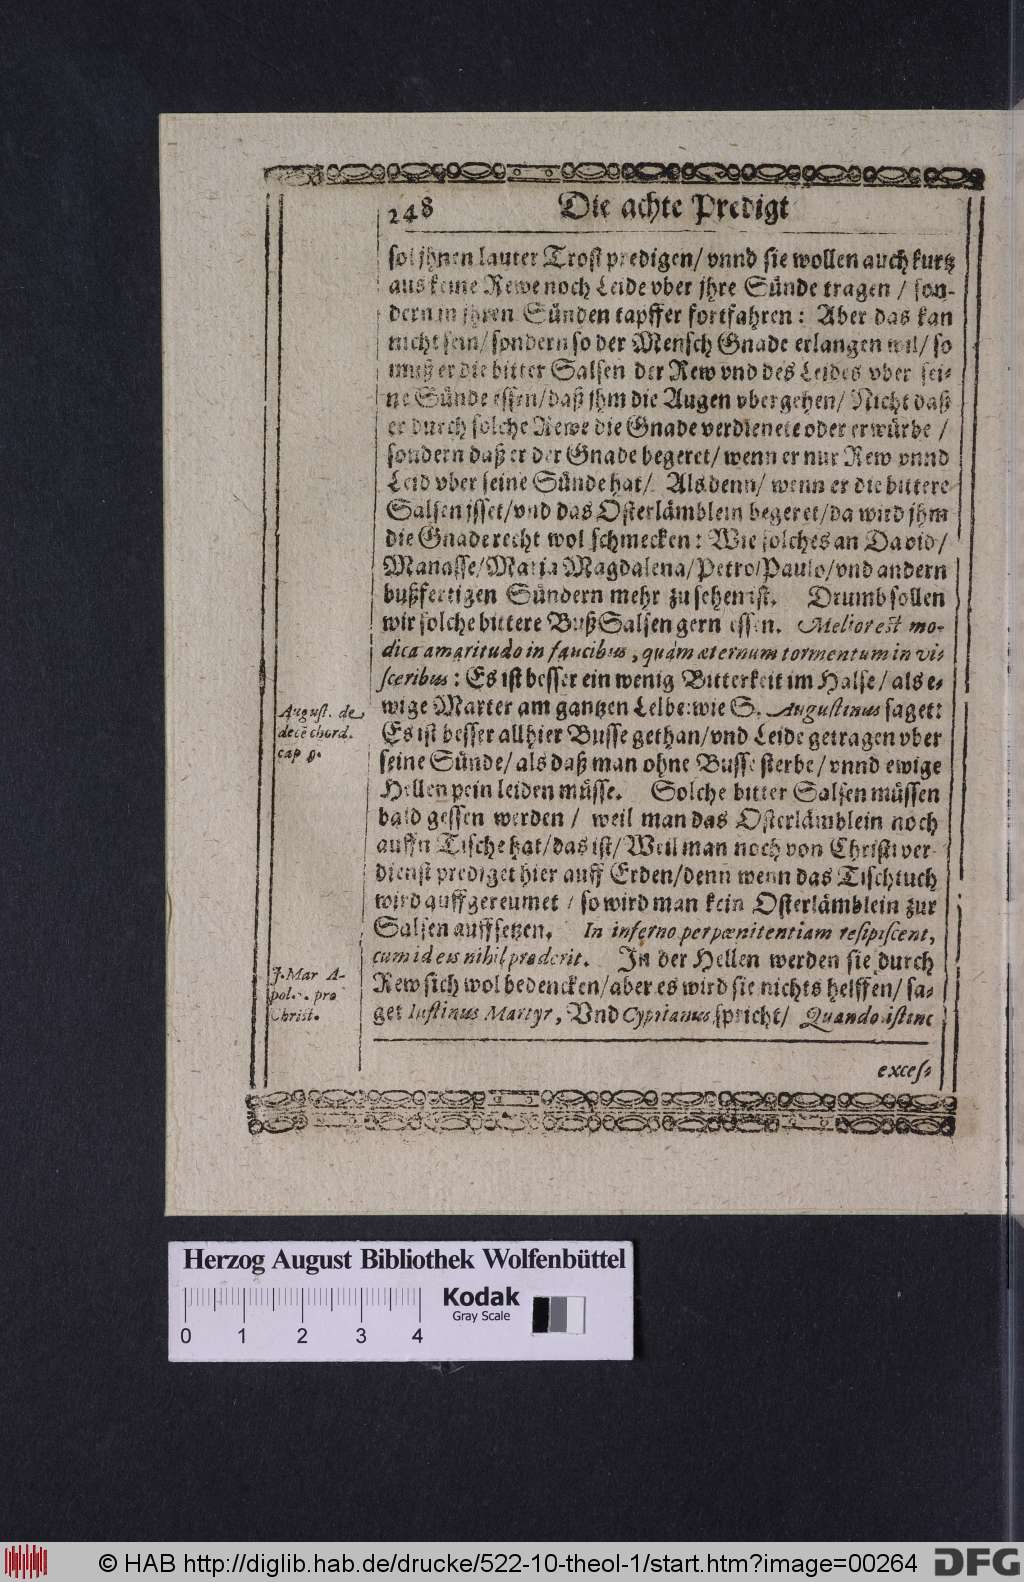 248 Die achte Predigt
sol jhnen lauter Trost predigen/ vnnd sie wollen auch kurtz
aus keine Rewe noch Leide vber jhre Sünde tragen / son-
dern in jhren Sünden tapffer fortfahren: Aber das kan
nicht sein/ sondern so der Mensch Gnade erlangen wil/ so
muß er die bitter Salsen der Rew vnd des Leides vber sei-
ne Sünde essen/ daß jhm die Augen vbergehen/ Nicht daß
er durch solche Rewe die Gnade verdienete oder erwürbe /
sondern daß er der Gnade begeret/ wenn er nur Rew vnnd
Leid vber seine Sünde hat/ Als denn/ wenn er die bittere
Salsen jsset/ vnd das Osterlämblein begeret/ da wird jhm
die Gnade recht wol schmecken: Wie solches an David/
Manasse/ Maria Magdalena/ Petro/ Paulo/ vnd andern
bußfertigen Sündern mehr zu sehen ist. Drumb sollen
wir solche bittere Buß Salsen gern essen. Melior est mo-
dica amaritudo in faucibus, quàm æternum tormentum in vi-
sceribus: Es ist besser ein wenig Bitterkeit im Halse/ als e-
wige Marter am gantzen Leibe: wie S. Augustinus saget:
Es ist besser allhier Busse gethan/ vnd Leide getragen vber
seine Sünde/ als daß man ohne Busse sterbe/ vnnd ewige
Hellen pein leiden müsse. Solche bitter Salsen müssen
bald gessen werden / weil man das Osterlämblein noch
auffn Tische hat/ das ist/ Weil man noch von Christi ver-
dienst prediget hier auff Erden/ denn wenn das Tischtuch
wird auffgereumet / so wird man kein Osterlämblein zur
Salsen auffsetzen. In inferno perpœnitentiam resipiscent,
cum id eis nihil proderit. In der Hellen werden sie durch
Rew sich wol bedencken/ aber es wird sie nichts helffen/ sa-
get Iustinus Martyr, Vnd Cyprianus spricht/ Quando istinc
exces-
August. de
decē chord.
cap 9.
J. Mar A-
pol. pro
Christ.
Herzog August Bibliothek Wolfenbüttel
Kodak
Gray Scale
0 1 2 3 4
© HAB http://diglib.hab.de/drucke/522-10-theol-1/start.htm?image=00264
DFG